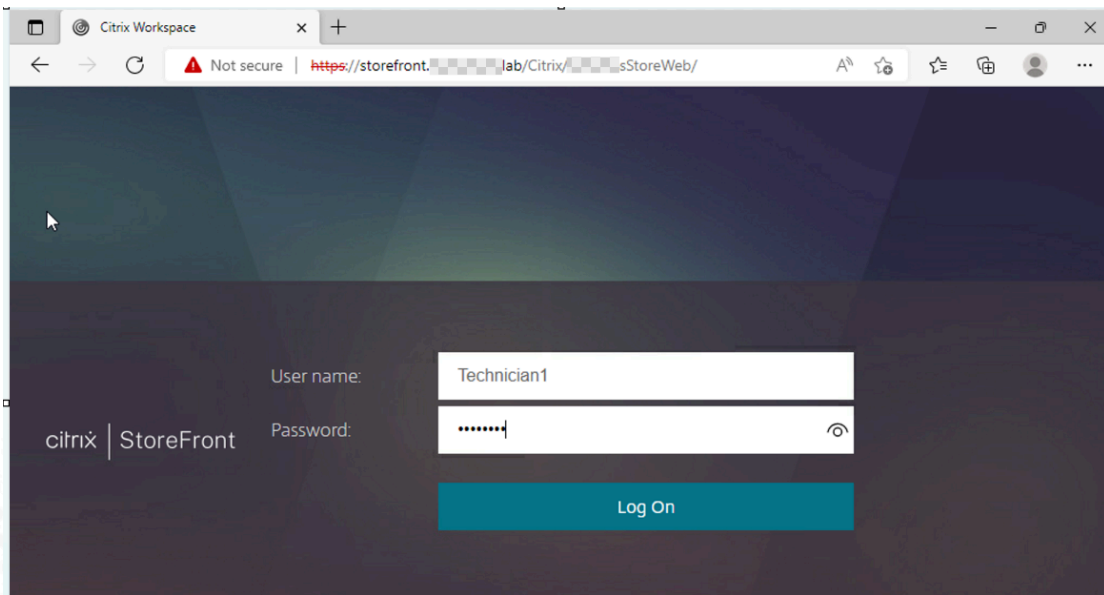 Citrix Workspace
Not secure | https://storefront. lab/Citrix/ sStoreWeb/
User name:
Technician1
Password:
••••••••
citrix | StoreFront
Log On